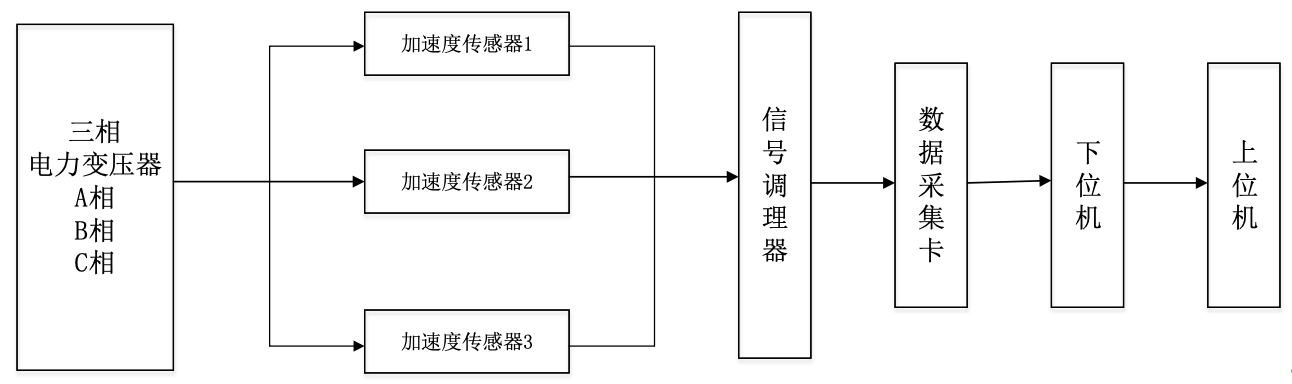 三相
电力变压器
A相
B相
C相
加速度传感器1
加速度传感器2
加速度传感器3
信号调理器
数据采集卡
下位机
上位机